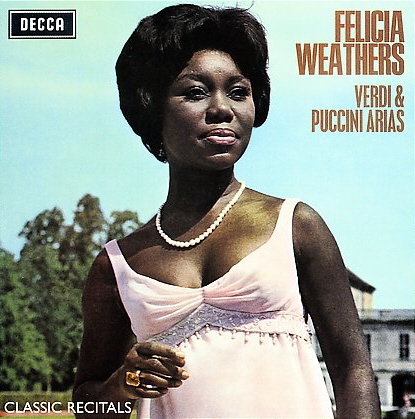 DECCA
FELICIA
WEATHERS
VERDI &
PUCCINI ARIAS
CLASSIC RECITALS